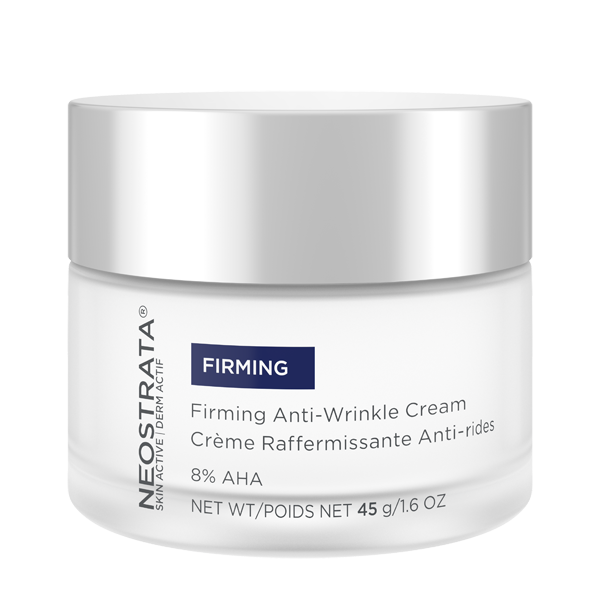 NEOSTRATA®
SKIN ACTIVE | DERM ACTIF
FIRMING
Firming Anti-Wrinkle Cream
Crème Raffermissante Anti-rides
8% AHA
NET WT/POIDS NET 45 g/1.6 OZ